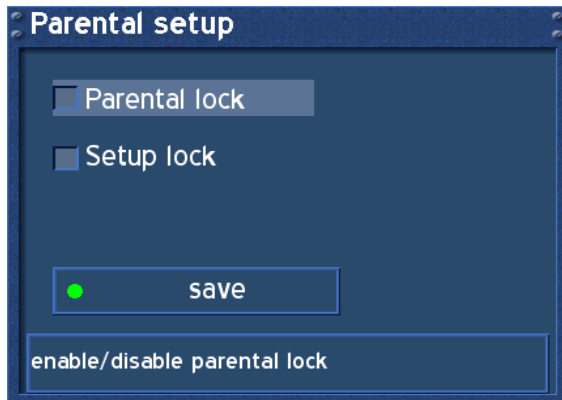 Parental setup
Parental lock
Setup lock
save
enable/disable parental lock